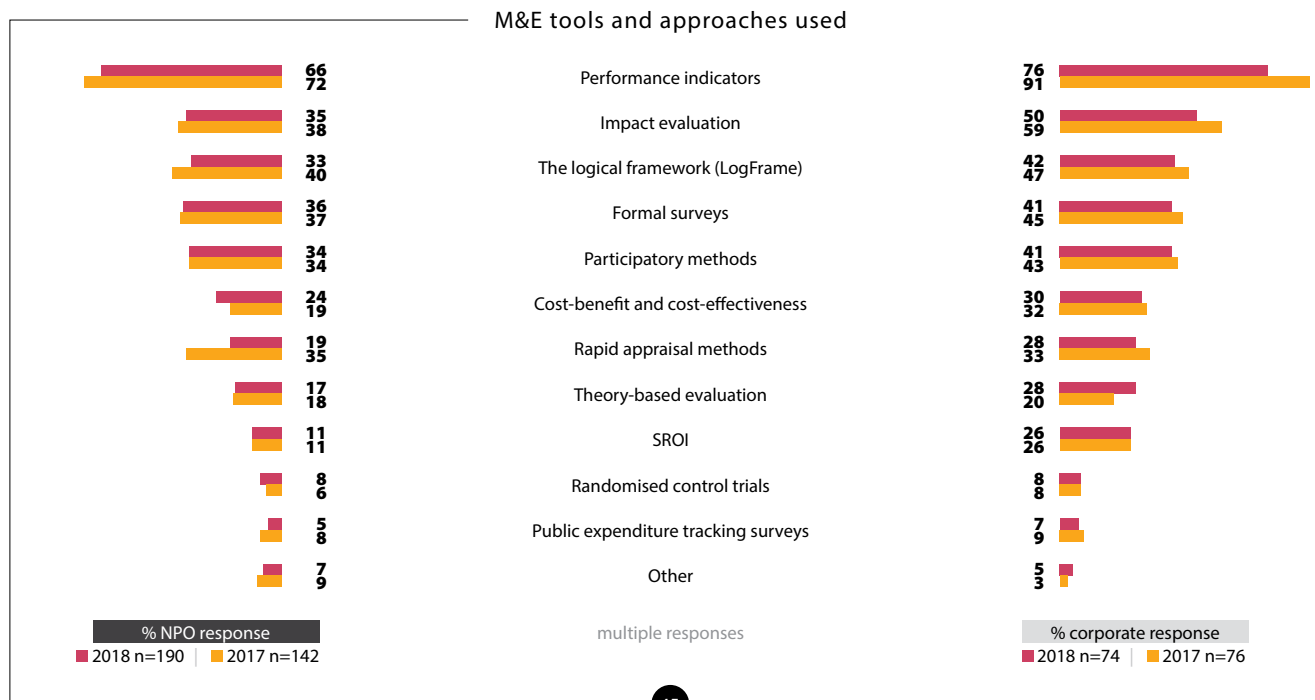 M&E tools and approaches used
66 Performance indicators 76
72 91
35 Impact evaluation 50
38 59
33 The logical framework (LogFrame) 42
40 47
36 Formal surveys 41
37 45
34 Participatory methods 41
34 43
24 Cost-benefit and cost-effectiveness 30
19 32
19 Rapid appraisal methods 28
35 33
17 Theory-based evaluation 28
18 20
11 SROI 26
11 26
8 Randomised control trials 8
6 8
5 Public expenditure tracking surveys 7
8 9
7 Other 5
9 3
% NPO response multiple responses % corporate response
2018 n=190 | 2017 n=142 2018 n=74 | 2017 n=76